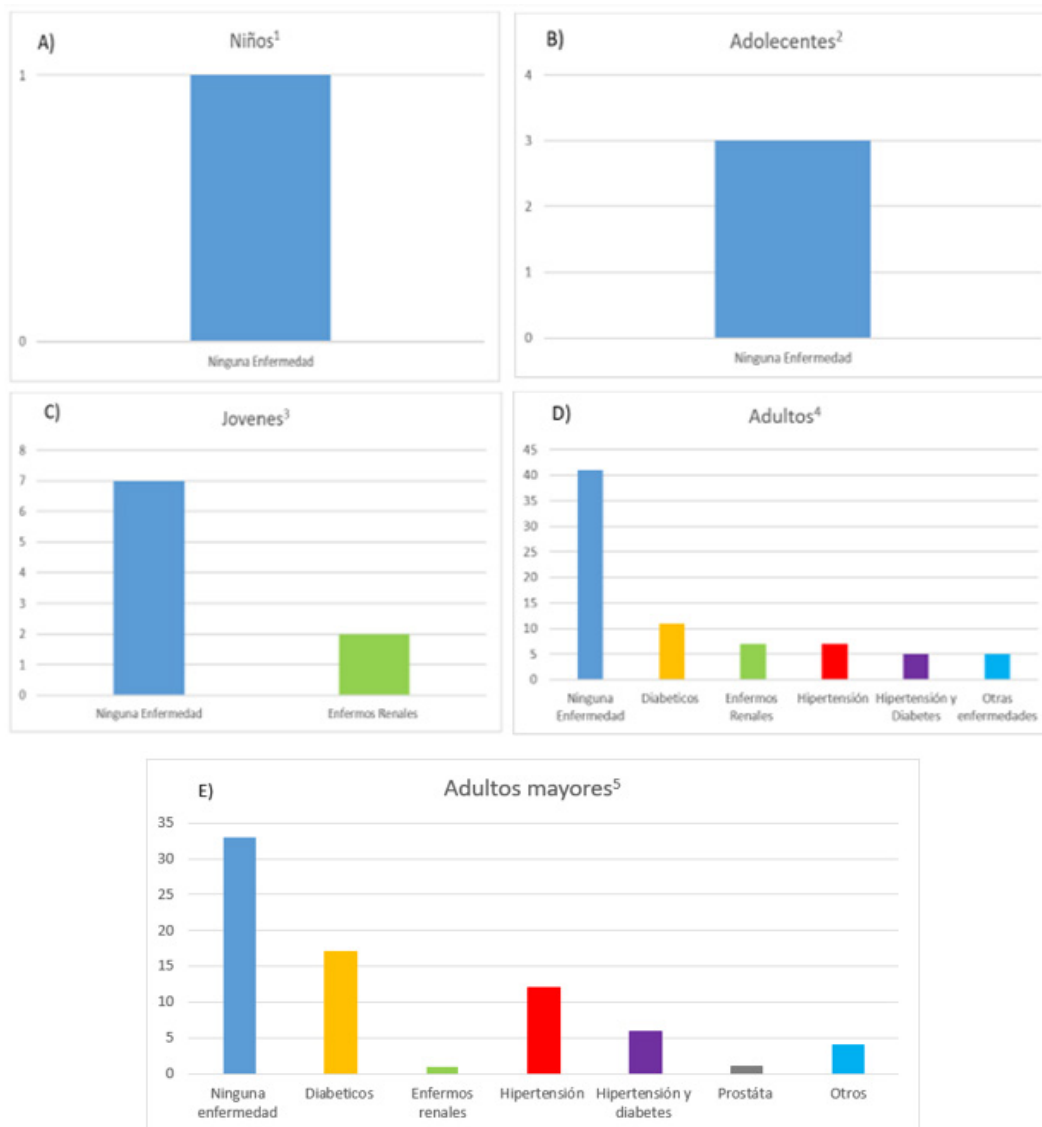 A)
Niños¹
1
0
Ninguna Enfermedad
B)
Adolecentes²
4
3
2
1
0
Ninguna Enfermedad
C)
Jovenes³
8
7
6
5
4
3
2
1
0
Ninguna Enfermedad
Enfermos Renales
D)
Adultos⁴
45
40
35
30
25
20
15
10
5
0
Ninguna
Enfermedad
Diabeticos
Enfermos
Renales
Hipertensión
Hipertensión y
Diabetes
Otras
enfermedades
E)
Adultos mayores⁵
35
30
25
20
15
10
5
0
Ninguna
enfermedad
Diabeticos
Enfermos
renales
Hipertensión
Hipertensión y
diabetes
Prostáta
Otros